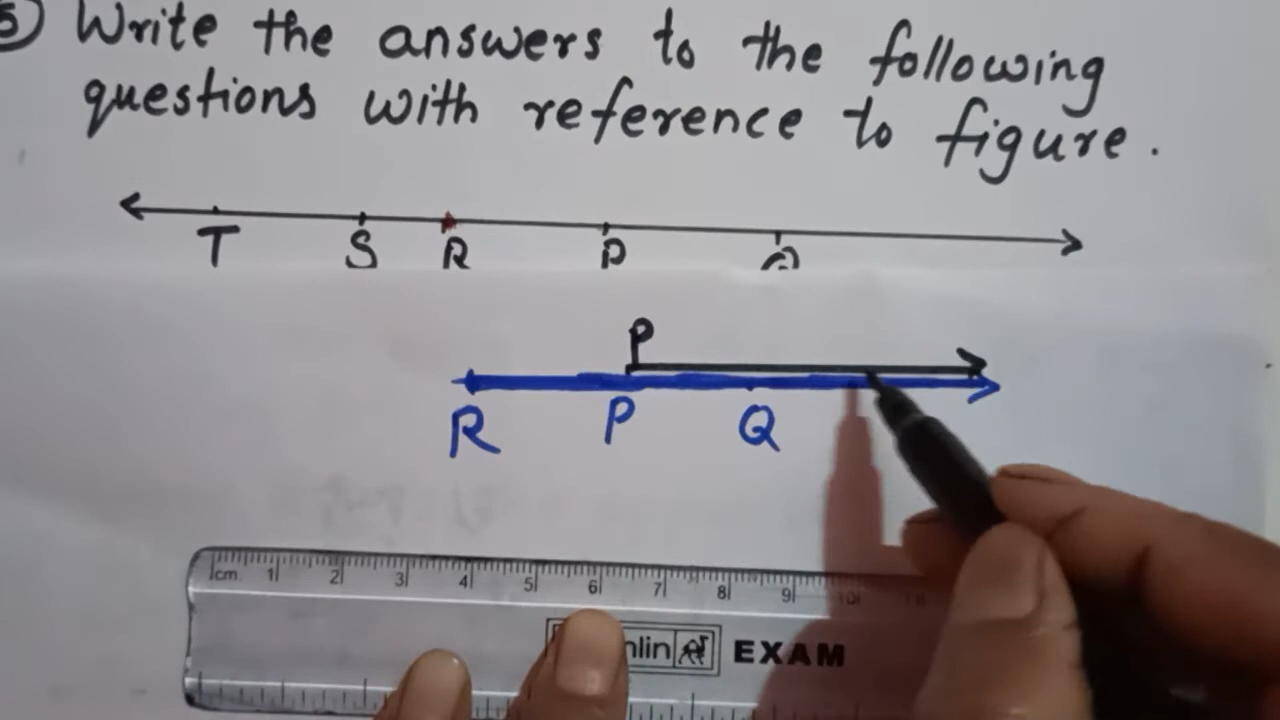 5) Write the answers to the following
questions with reference to figure.
T S R P Q
P
R P Q
cm 1 2 3 4 5 6 7 8 9 10
EXAM